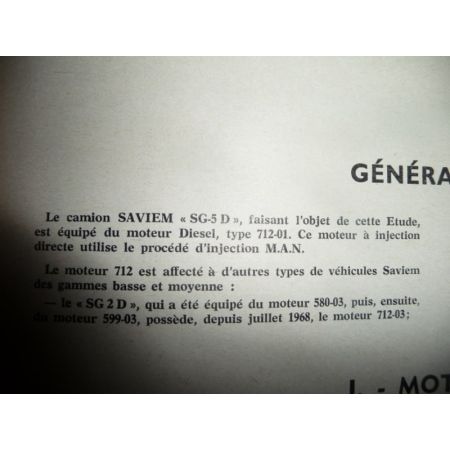 GÉNÉRA
Le camion SAVIEM « SG-5 D », faisant l'objet de cette Etude,
est équipé du moteur Diesel, type 712-01. Ce moteur à injection
directe utilise le procédé d'injection M.A.N.
Le moteur 712 est affecté à d'autres types de véhicules Saviem
des gammes basse et moyenne :
— le « SG 2 D », qui a été équipé du moteur 580-03, puis, ensuite,
du moteur 599-03, possède, depuis juillet 1968, le moteur 712-03;
I. - MOT